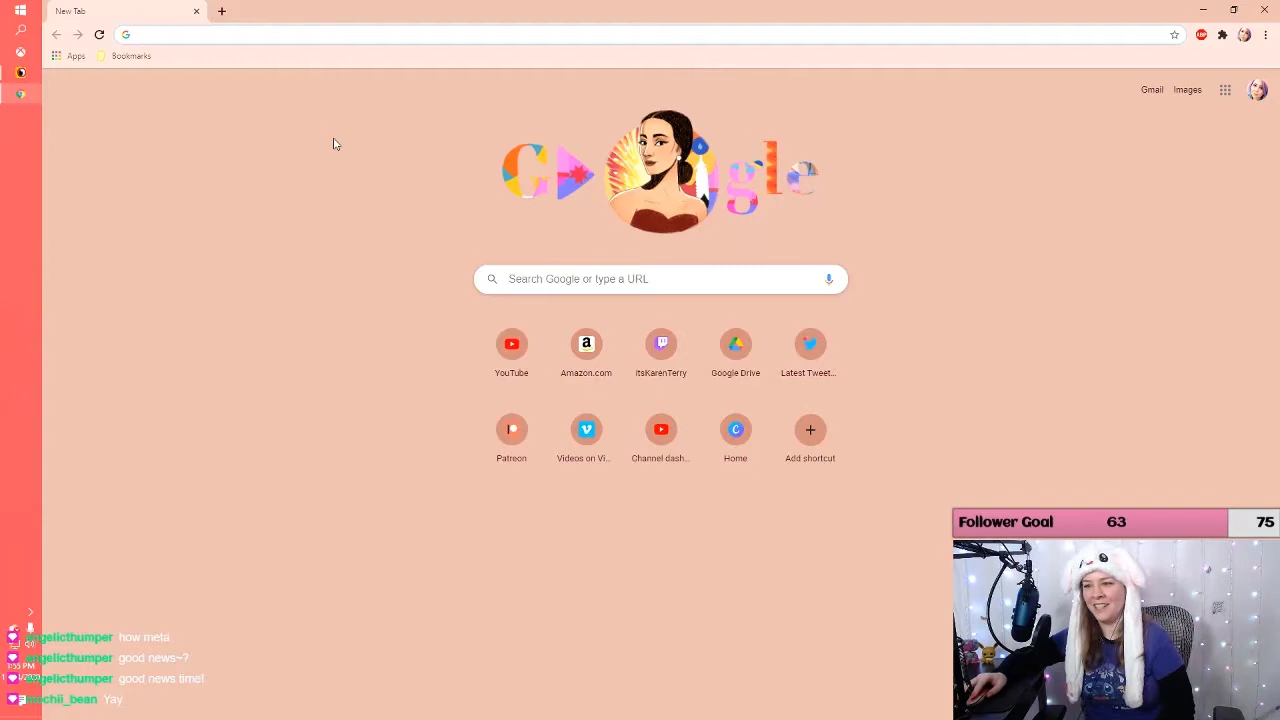 New Tab
Apps
Bookmarks
Gmail
Images
Google
Search Google or type a URL
YouTube
Amazon.com
ItsKarenTerry
Google Drive
Latest Tweet...
Patreon
Videos on Vi...
Channel dash...
Home
Add shortcut
Follower Goal 63 75
angelicthumper how meta
angelicthumper good news~?
angelicthumper good news time!
mochii_bean Yay